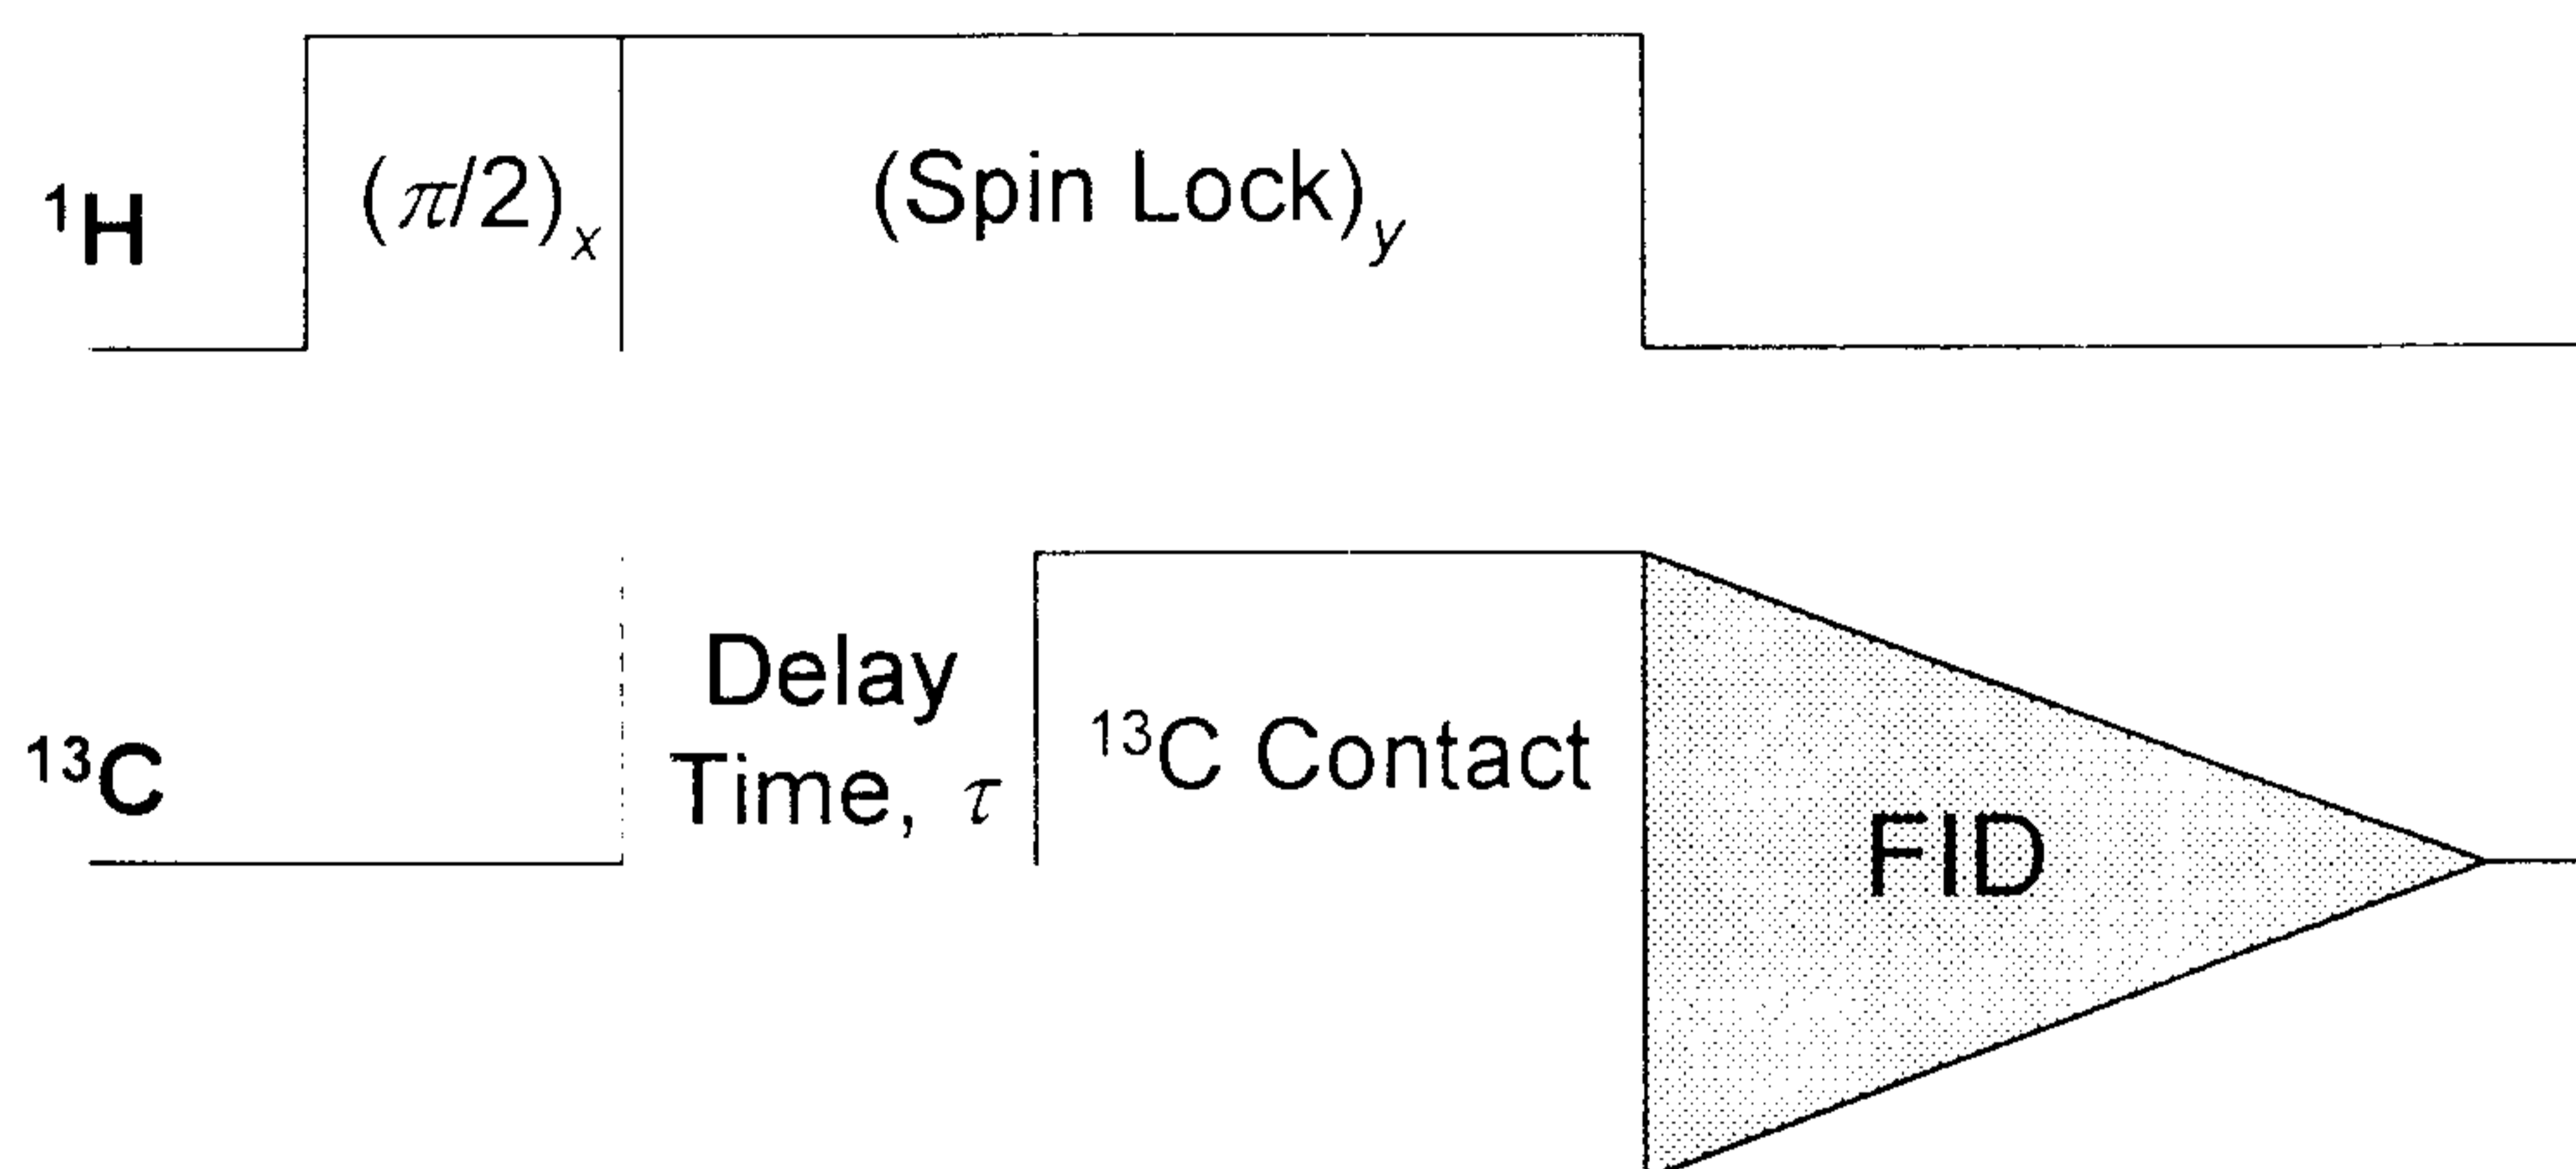 ¹H
(π/2)ₓ
(Spin Lock)y
¹³C
Delay
Time, τ
¹³C Contact
FID